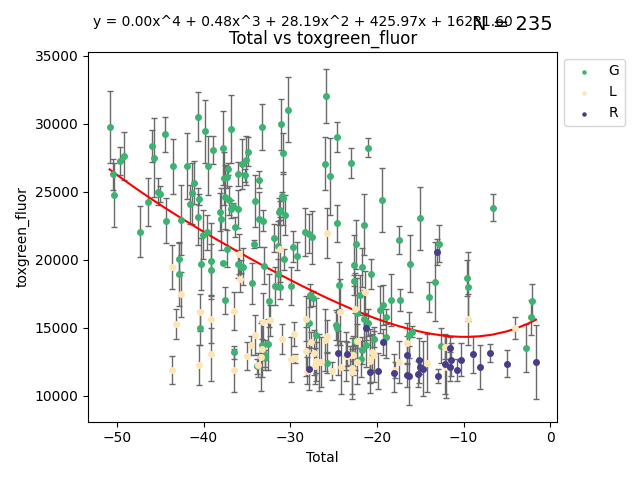 y = 0.00x^4 + 0.48x^3 + 28.19x^2 + 425.97x +
N = 235
Total vs toxgreen_fluor
G
L
R
35000
30000
25000
20000
15000
10000
toxgreen_fluor
−50
−40
−30
−20
−10
0
Total